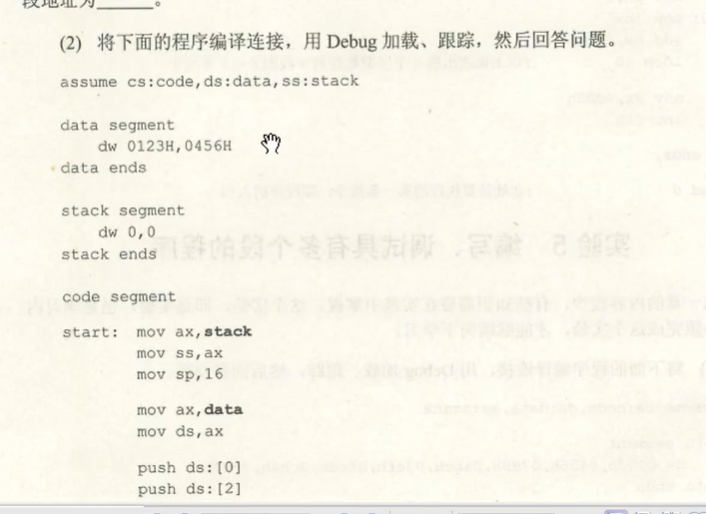 段地址为______。
(2) 将下面的程序编译连接，用 Debug 加载、跟踪，然后回答问题。
assume cs:code,ds:data,ss:stack
data segment
dw 0123H,0456H
data ends
stack segment
dw 0,0
stack ends
code segment
start: mov ax,stack
mov ss,ax
mov sp,16
mov ax,data
mov ds,ax
push ds:[0]
push ds:[2]